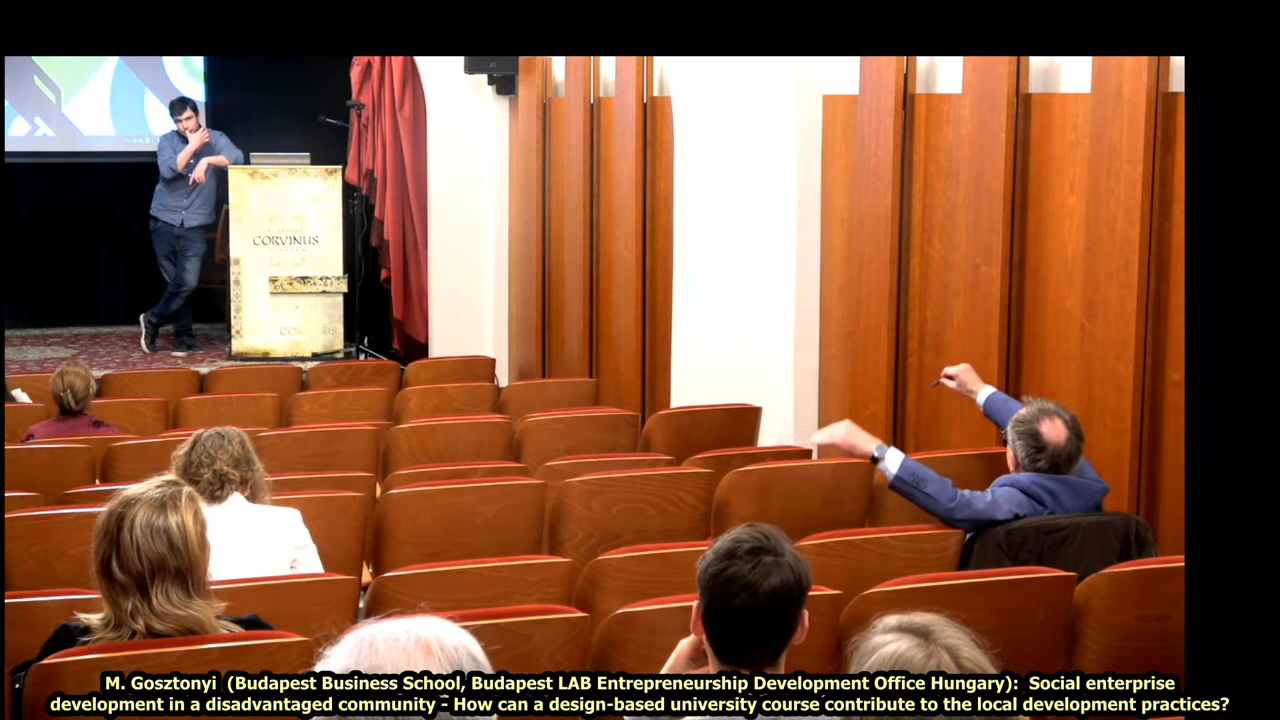 CORVINUS
M. Gosztonyi (Budapest Business School, Budapest LAB Entrepreneurship Development Office Hungary): Social enterprise
development in a disadvantaged community - How can a design-based university course contribute to the local development practices?